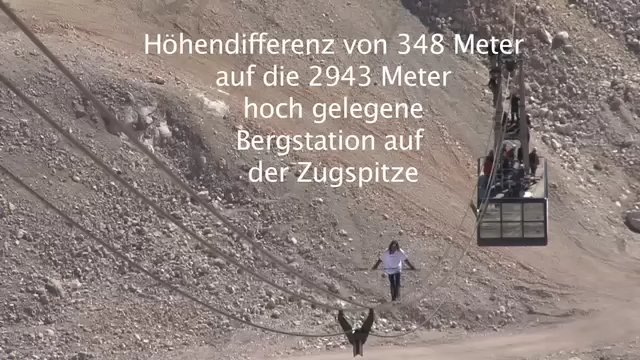 Höhendifferenz von 348 Meter
auf die 2943 Meter
hoch gelegene
Bergstation auf
der Zugspitze